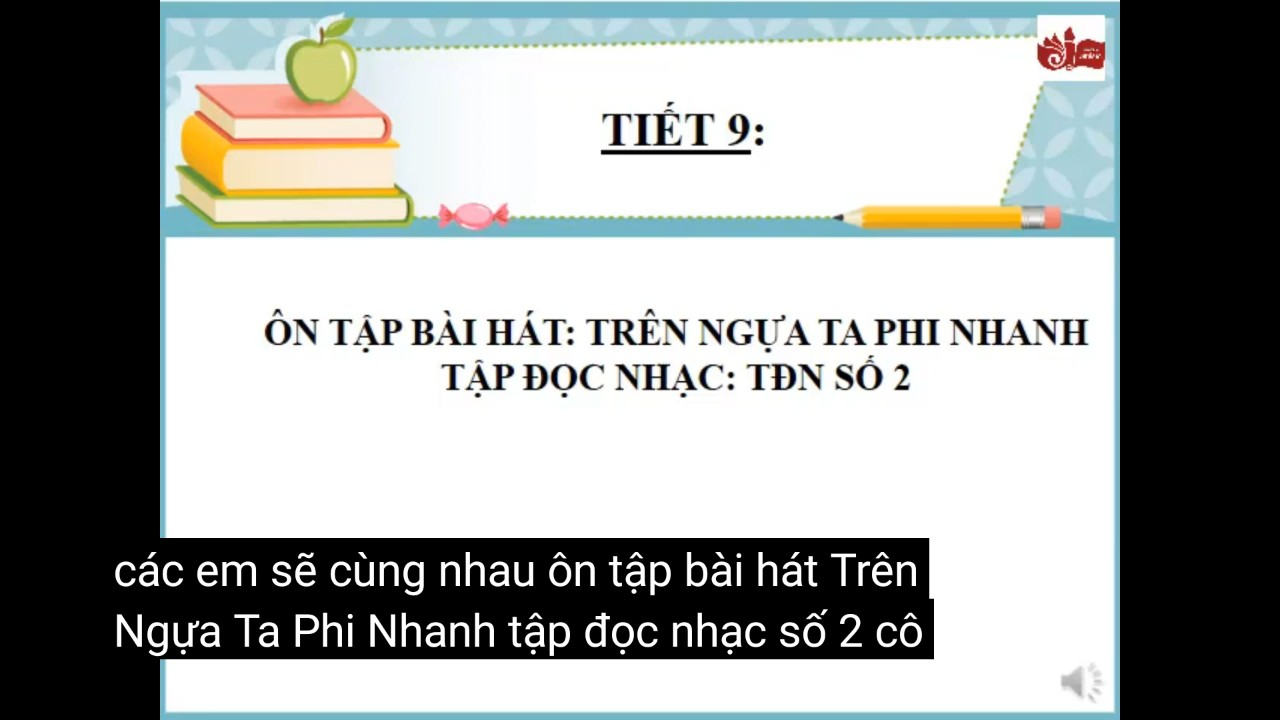 TIẾT 9:
ÔN TẬP BÀI HÁT: TRÊN NGỰA TA PHI NHANH
TẬP ĐỌC NHẠC: TĐN SỐ 2
các em sẽ cùng nhau ôn tập bài hát Trên
Ngựa Ta Phi Nhanh tập đọc nhạc số 2 cô